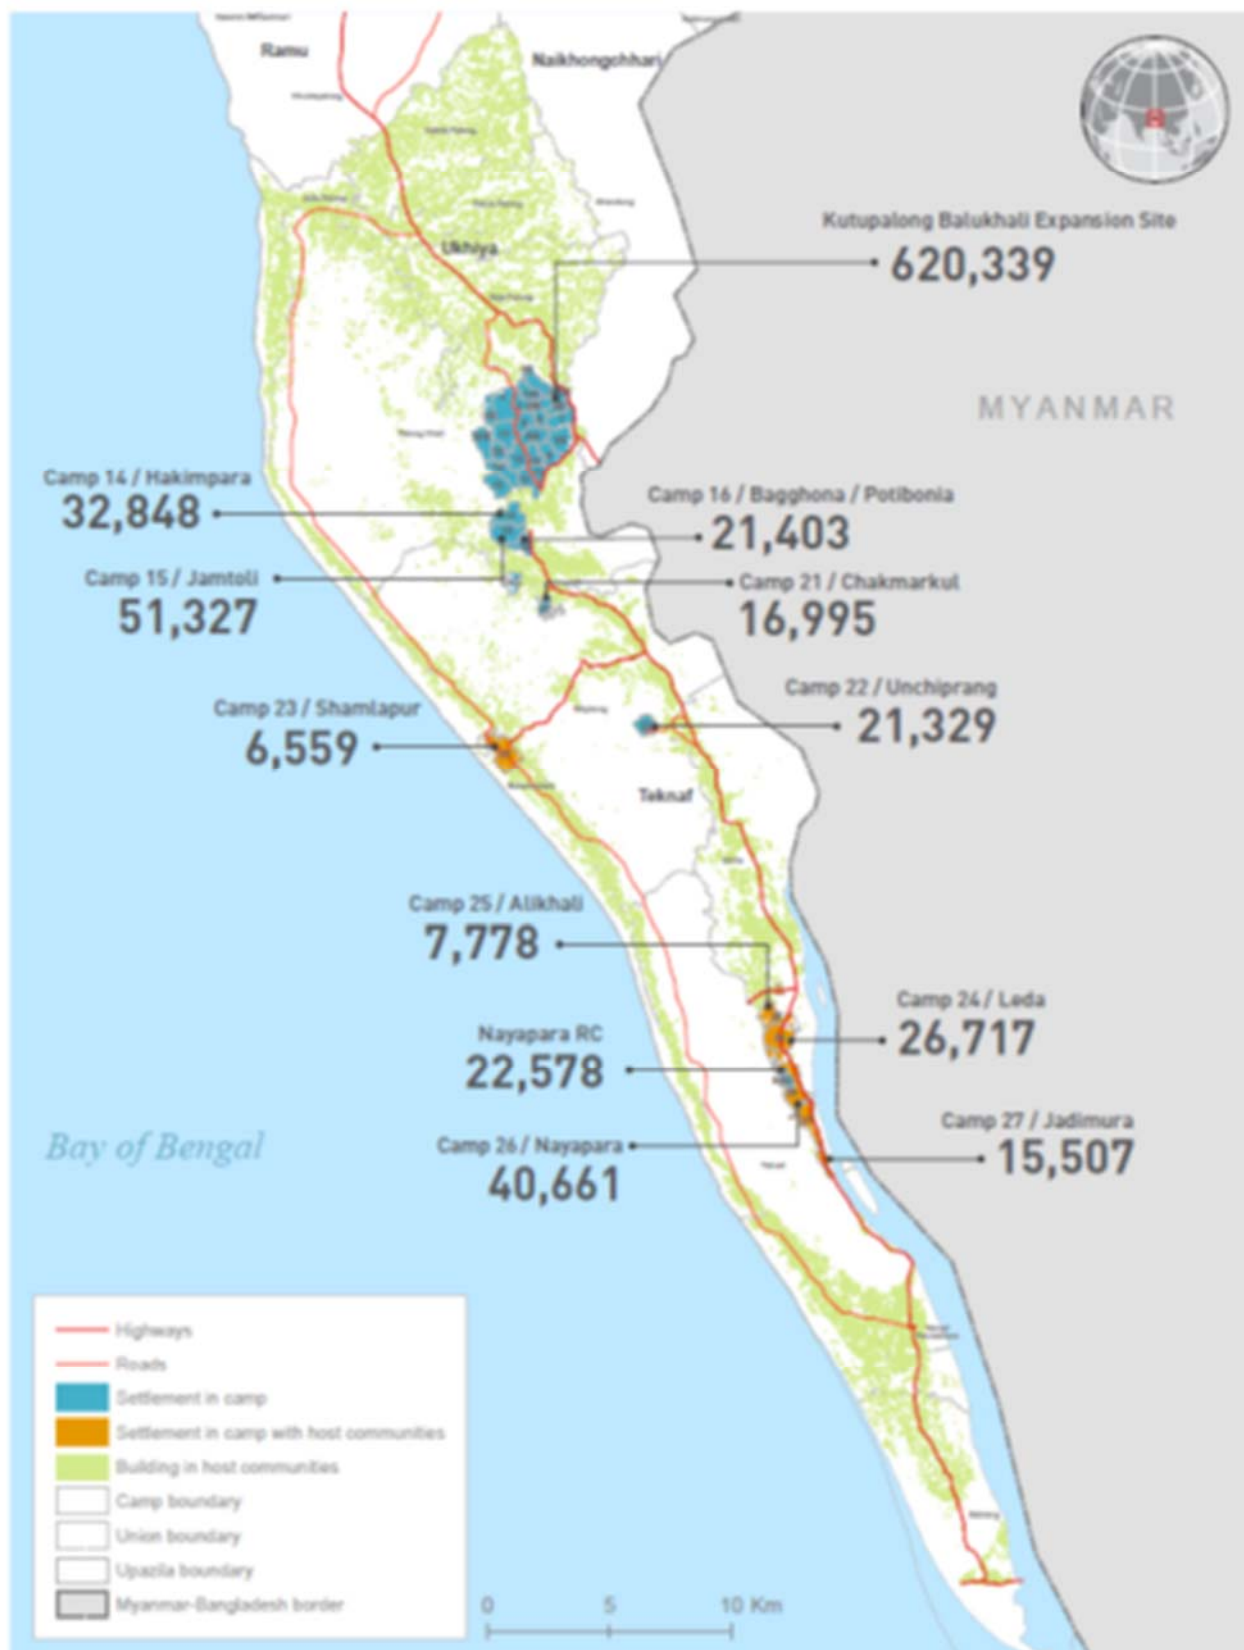 Ramu
Naikhongchhari
Ukhiya
Kutupalong Balukhali Expansion Site
620,339
MYANMAR
Camp 14 / Hakimpara
32,848
Camp 16 / Bagghona / Potibonia
21,403
Camp 15 / Jamtoli
51,327
Camp 21 / Chakmarkul
16,995
Camp 22 / Unchiprang
21,329
Camp 23 / Shamlapur
6,559
Teknaf
Camp 25 / Alikhali
7,778
Camp 24 / Leda
26,717
Nayapara RC
22,578
Camp 27 / Jadimura
15,507
Camp 26 / Nayapara
40,661
Bay of Bengal
Highways
Roads
Settlement in camp
Settlement in camp with host communities
Building in host communities
Camp boundary
Union boundary
Upazila boundary
Myanmar-Bangladesh border
0 5 10 Km